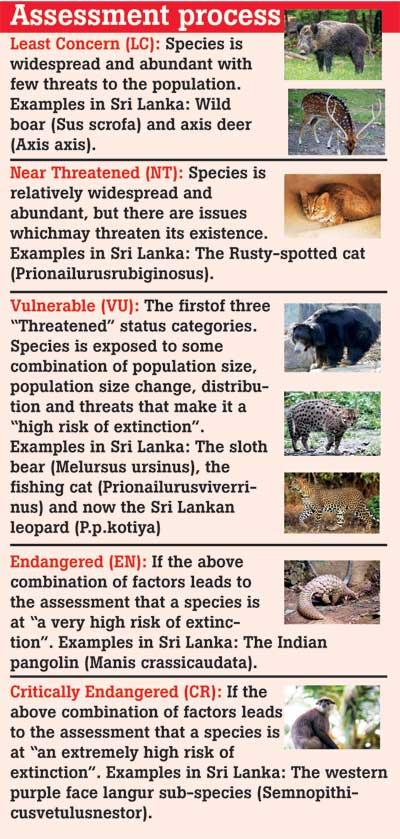 Assessment process
Least Concern (LC): Species is
widespread and abundant with
few threats to the population.
Examples in Sri Lanka: Wild
boar (Sus scrofa) and axis deer
(Axis axis).
Near Threatened (NT): Species is
relatively widespread and
abundant, but there are issues
whichmay threaten its existence.
Examples in Sri Lanka: The Rusty-spotted cat
(Prionailurusrubiginosus).
Vulnerable (VU): The firstof three
“Threatened” status categories.
Species is exposed to some
combination of population size,
population size change, distribu-
tion and threats that make it a
“high risk of extinction”.
Examples in Sri Lanka: The sloth
bear (Melursus ursinus), the
fishing cat (Prionailurusviverri-
nus) and now the Sri Lankan
leopard (P.p.kotiya)
Endangered (EN): If the above
combination of factors leads to
the assessment that a species is
at “a very high risk of extinc-
tion”. Examples in Sri Lanka: The Indian
pangolin (Manis crassicaudata).
Critically Endangered (CR): If the
above combination of factors leads
to the assessment that a species is
at “an extremely high risk of
extinction”. Examples in Sri Lanka: The western
purple face langur sub-species (Semnopithi-
cusvetulusnestor).